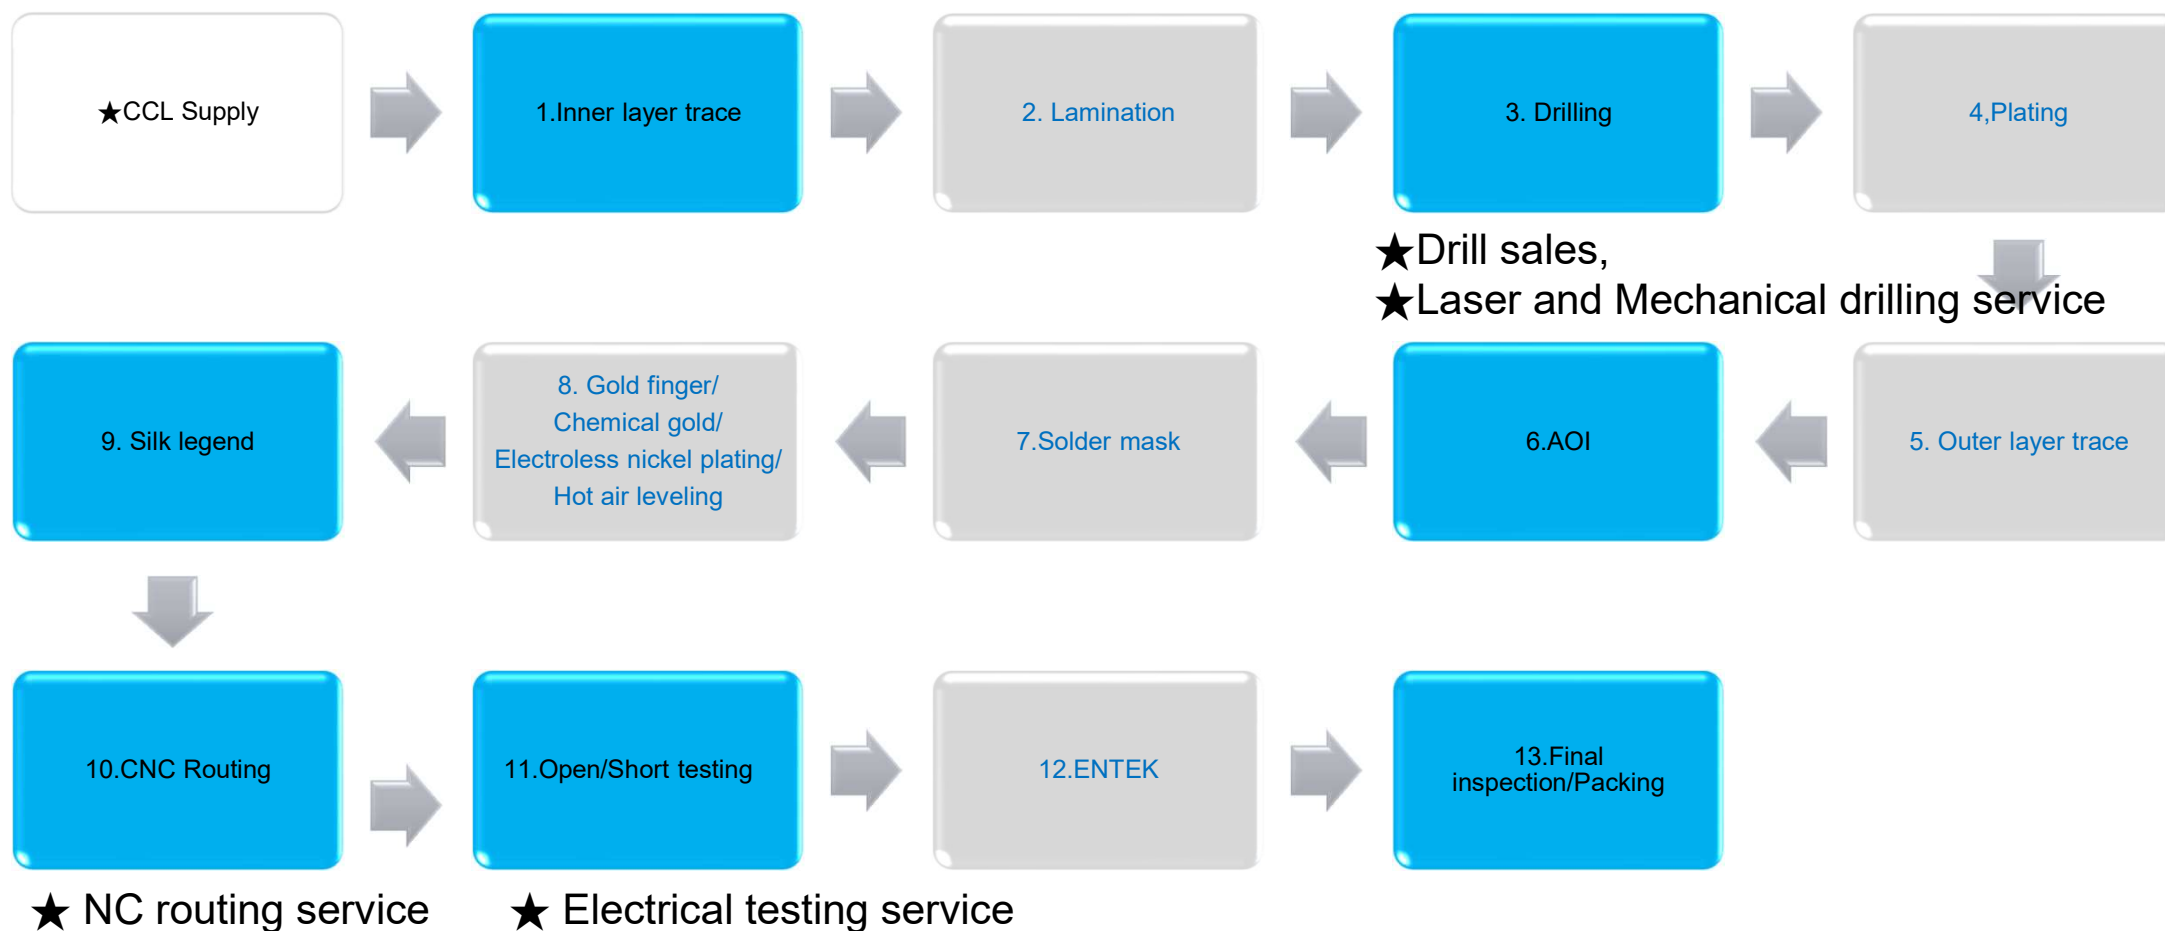 ★CCL Supply
1.Inner layer trace
2. Lamination
3. Drilling
4,Plating
★Drill sales,
★Laser and Mechanical drilling service
9. Silk legend
8. Gold finger/
Chemical gold/
Electroless nickel plating/
Hot air leveling
7.Solder mask
6.AOI
5. Outer layer trace
10.CNC Routing
11.Open/Short testing
12.ENTEK
13.Final
inspection/Packing
★ NC routing service
★ Electrical testing service